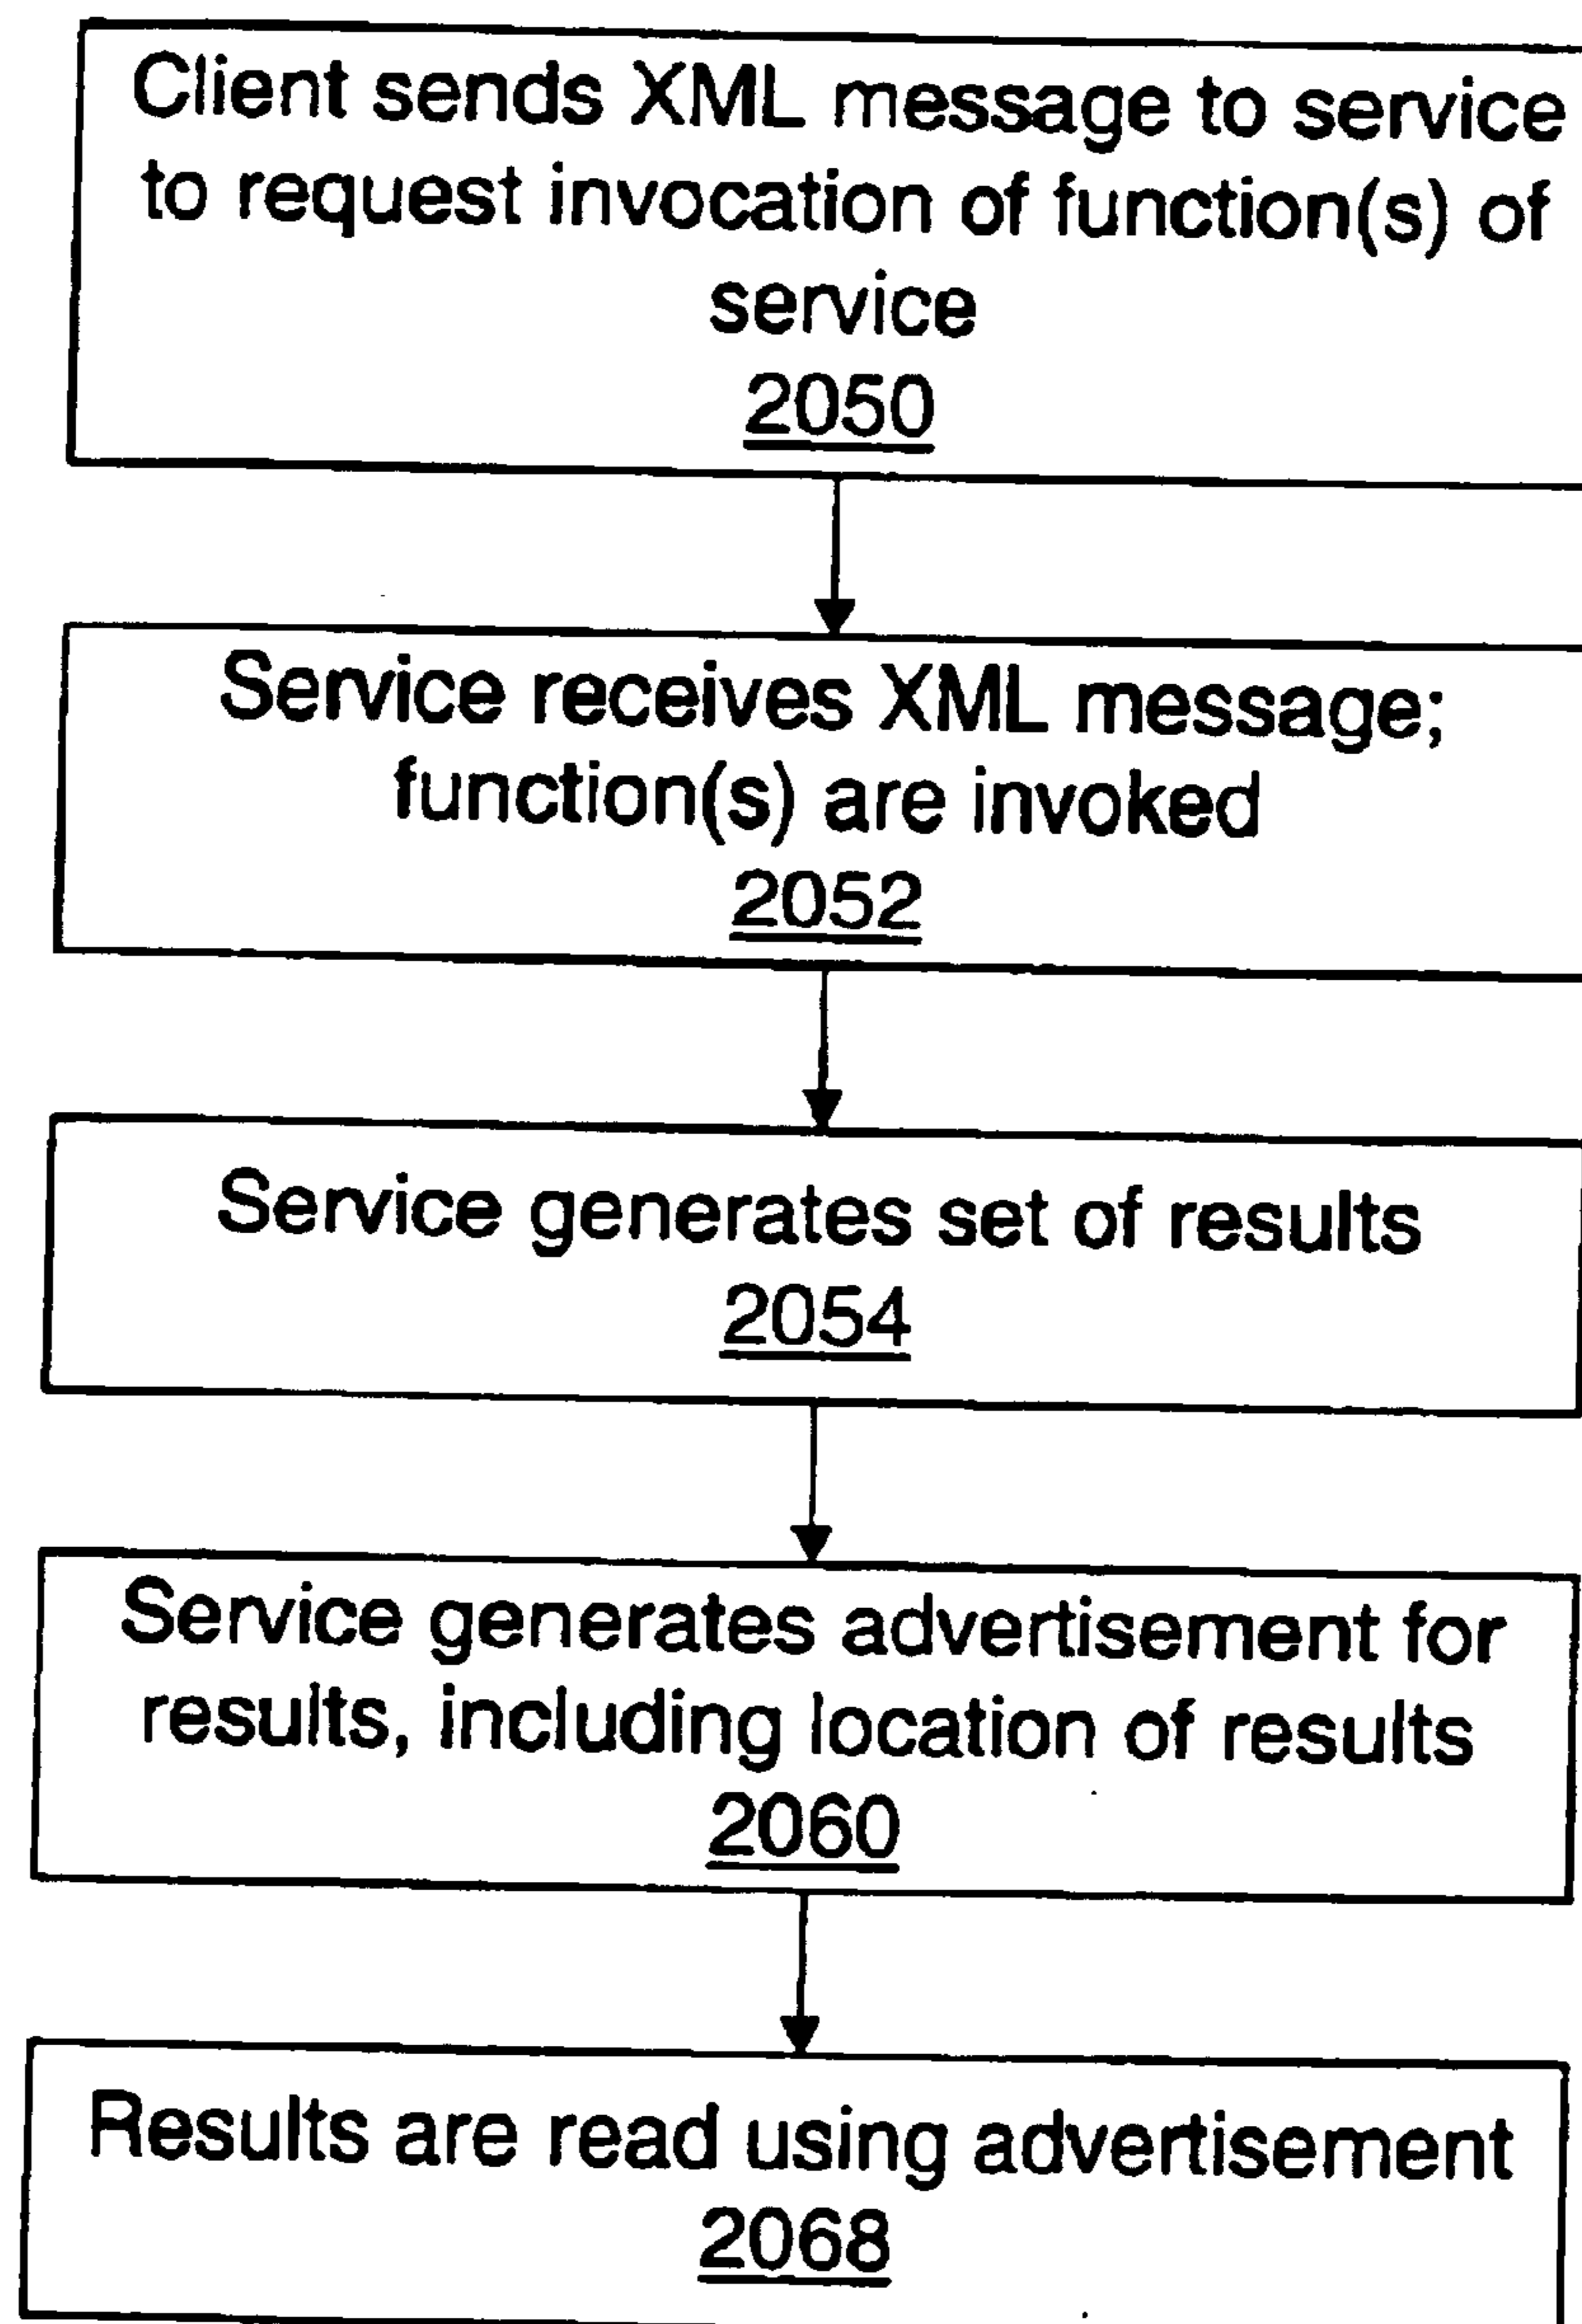 Client sends XML message to service
to request invocation of function(s) of
service
2050
Service receives XML message;
function(s) are invoked
2052
Service generates set of results
2054
Service generates advertisement for
results, including location of results
2060
Results are read using advertisement
2068